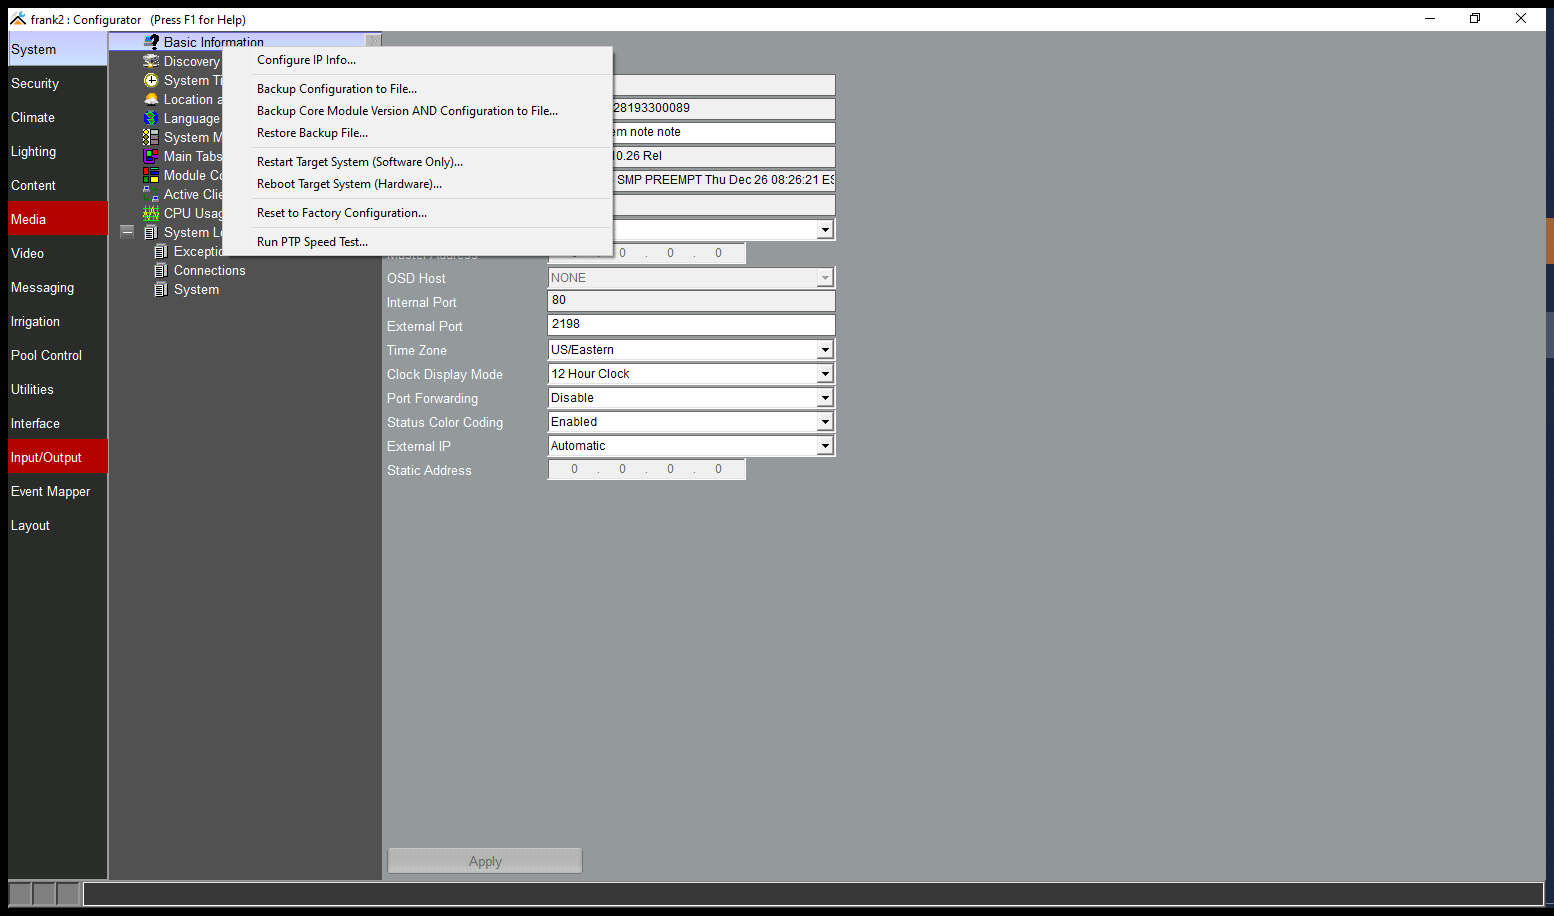 frank2 : Configurator   (Press F1 for Help)
System
Security
Climate
Lighting
Content
Media
Video
Messaging
Irrigation
Pool Control
Utilities
Interface
Input/Output
Event Mapper
Layout
Basic Information
Discovery
System Ti
Location a
Language
System M
Main Tabs
Module Co
Active Clie
CPU Usag
System Lo
Exceptio
Connections
System
Configure IP Info...
Backup Configuration to File...
Backup Core Module Version AND Configuration to File...
Restore Backup File...
Restart Target System (Software Only)...
Reboot Target System (Hardware)...
Reset to Factory Configuration...
Run PTP Speed Test...
28193300089
em note note
0.26 Rel
SMP PREEMPT Thu Dec 26 08:26:21 ES
Master Address . 0 . 0 . 0
OSD Host NONE
Internal Port 80
External Port 2198
Time Zone US/Eastern
Clock Display Mode 12 Hour Clock
Port Forwarding Disable
Status Color Coding Enabled
External IP Automatic
Static Address 0 . 0 . 0 . 0
Apply